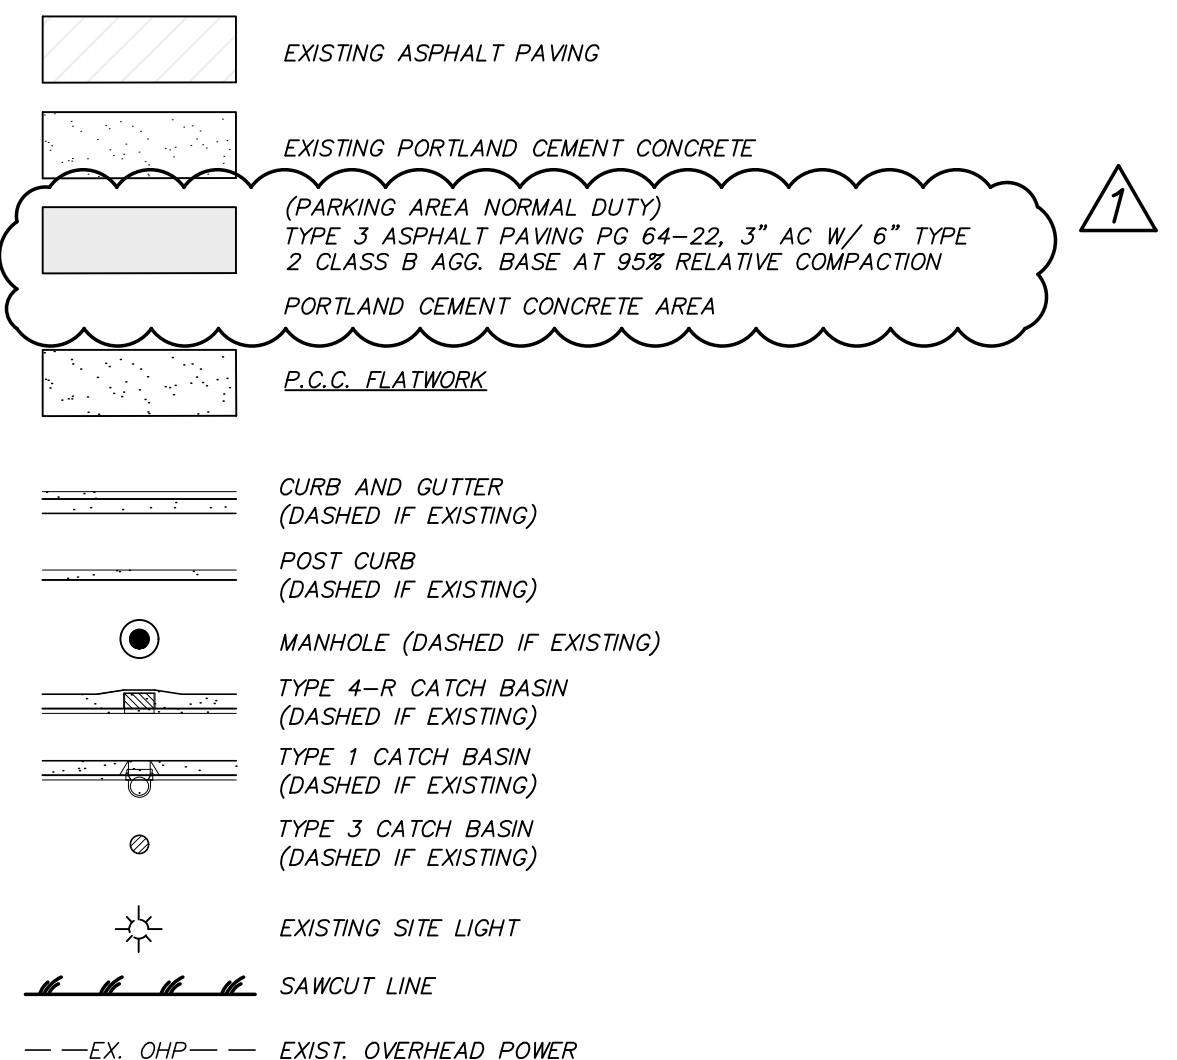 EXISTING ASPHALT PAVING
EXISTING PORTLAND CEMENT CONCRETE
1
(PARKING AREA NORMAL DUTY)
TYPE 3 ASPHALT PAVING PG 64-22, 3" AC W/ 6" TYPE
2 CLASS B AGG. BASE AT 95% RELATIVE COMPACTION
PORTLAND CEMENT CONCRETE AREA
P.C.C. FLATWORK
CURB AND GUTTER
(DASHED IF EXISTING)
POST CURB
(DASHED IF EXISTING)
MANHOLE (DASHED IF EXISTING)
TYPE 4-R CATCH BASIN
(DASHED IF EXISTING)
TYPE 1 CATCH BASIN
(DASHED IF EXISTING)
TYPE 3 CATCH BASIN
(DASHED IF EXISTING)
EXISTING SITE LIGHT
SAWCUT LINE
EX. OHP EXIST. OVERHEAD POWER